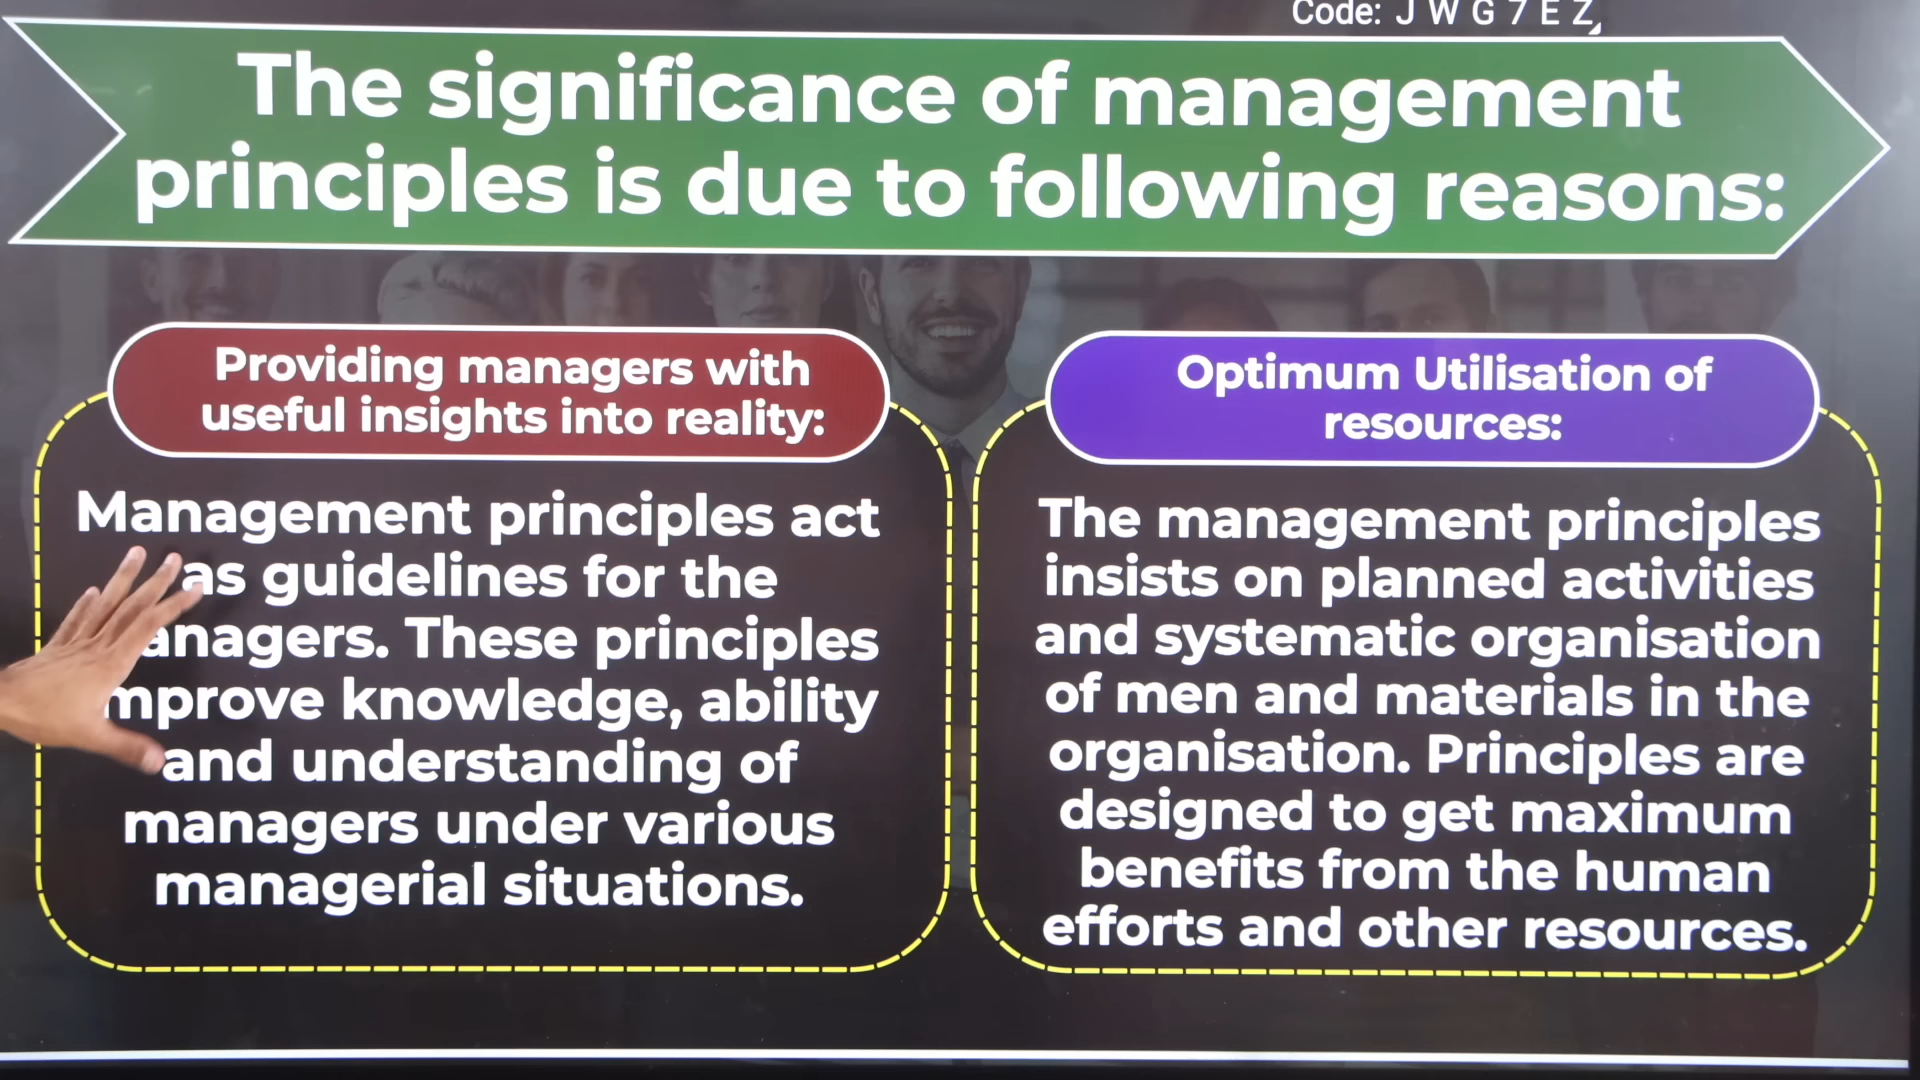 Code: J W G 7 E Z
The significance of management
principles is due to following reasons:
Providing managers with
useful insights into reality:
Management principles act
as guidelines for the
anagers. These principles
mprove knowledge, ability
and understanding of
managers under various
managerial situations.
Optimum Utilisation of
resources:
The management principles
insists on planned activities
and systematic organisation
of men and materials in the
organisation. Principles are
designed to get maximum
benefits from the human
efforts and other resources.